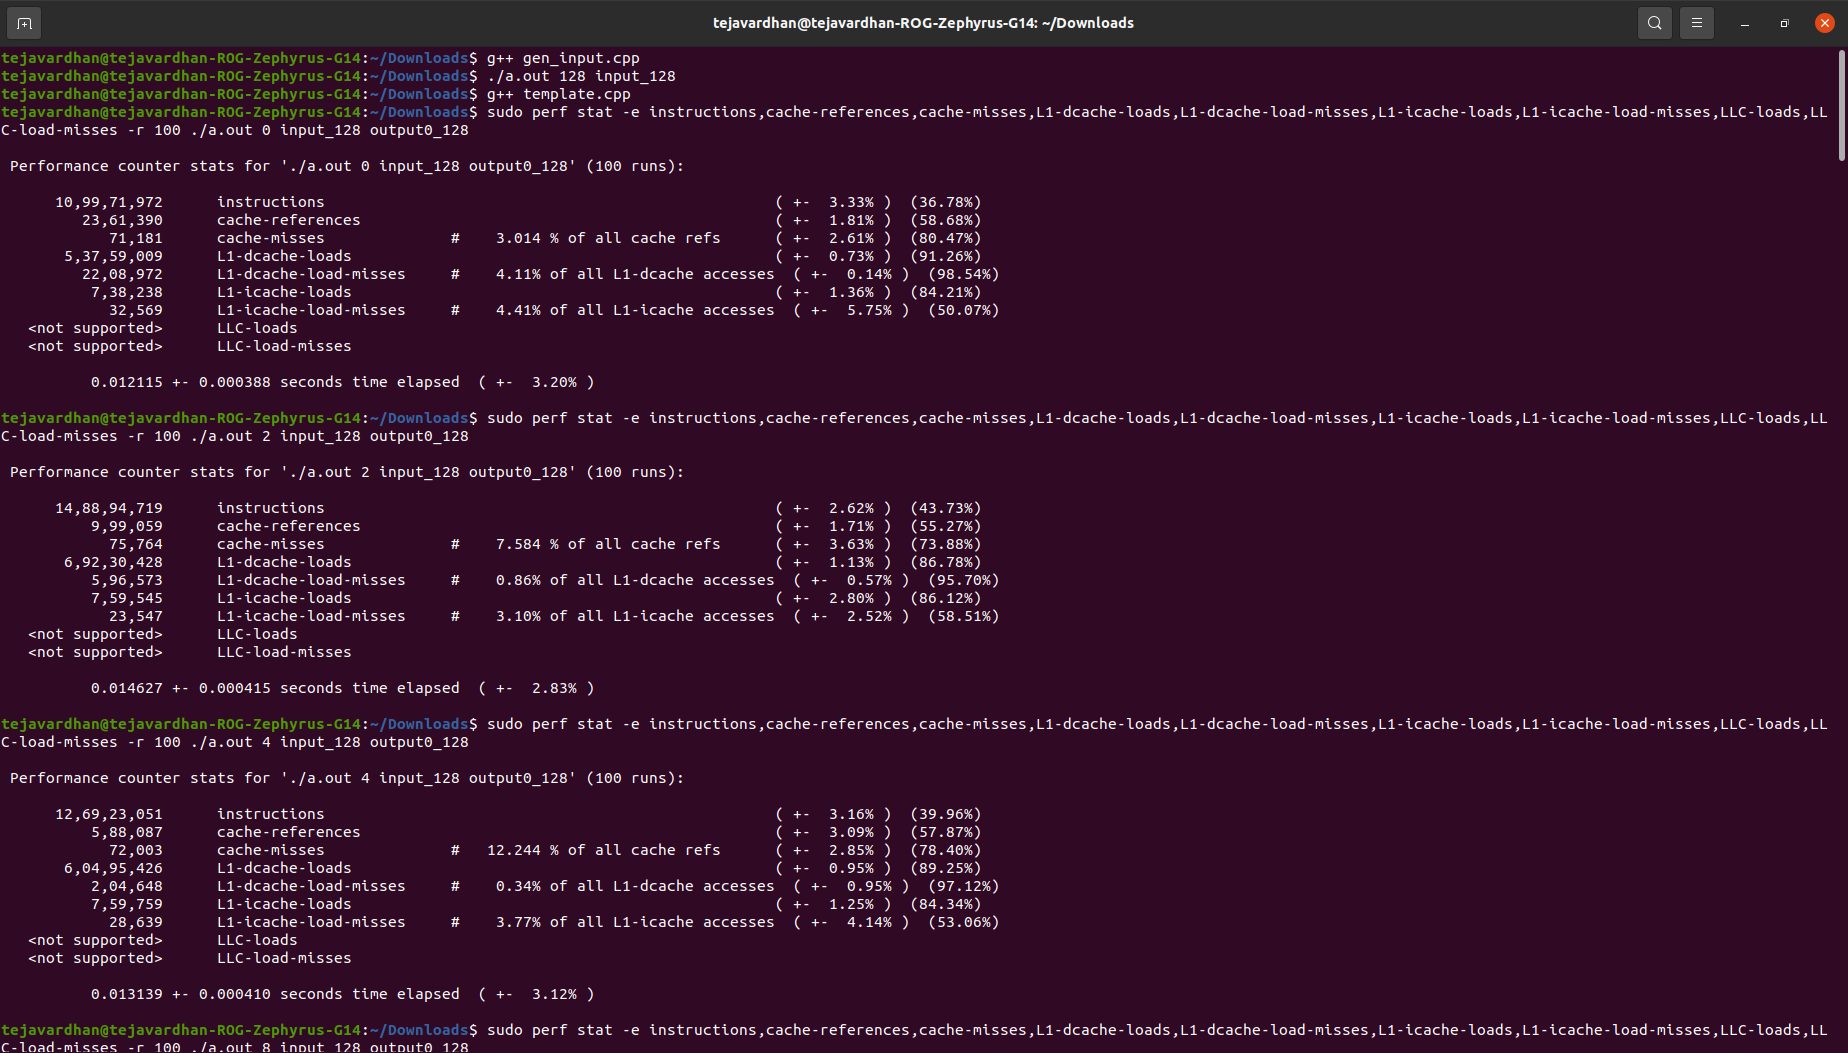 tejavardhan@tejavardhan-ROG-Zephyrus-G14: ~/Downloads
tejavardhan@tejavardhan-ROG-Zephyrus-G14:~/Downloads$ g++ gen_input.cpp
tejavardhan@tejavardhan-ROG-Zephyrus-G14:~/Downloads$ ./a.out 128 input_128
tejavardhan@tejavardhan-ROG-Zephyrus-G14:~/Downloads$ g++ template.cpp
tejavardhan@tejavardhan-ROG-Zephyrus-G14:~/Downloads$ sudo perf stat -e instructions,cache-references,cache-misses,L1-dcache-loads,L1-dcache-load-misses,L1-icache-loads,L1-icache-load-misses,LLC-loads,LL
C-load-misses -r 100 ./a.out 0 input_128 output0_128
Performance counter stats for './a.out 0 input_128 output0_128' (100 runs):
10,99,71,972 instructions ( +- 3.33% ) (36.78%)
23,61,390 cache-references ( +- 1.81% ) (58.68%)
71,181 cache-misses # 3.014 % of all cache refs ( +- 2.61% ) (80.47%)
5,37,59,009 L1-dcache-loads ( +- 0.73% ) (91.26%)
22,08,972 L1-dcache-load-misses # 4.11% of all L1-dcache accesses ( +- 0.14% ) (98.54%)
7,38,238 L1-icache-loads ( +- 1.36% ) (84.21%)
32,569 L1-icache-load-misses # 4.41% of all L1-icache accesses ( +- 5.75% ) (50.07%)
<not supported> LLC-loads
<not supported> LLC-load-misses
0.012115 +- 0.000388 seconds time elapsed ( +- 3.20% )
tejavardhan@tejavardhan-ROG-Zephyrus-G14:~/Downloads$ sudo perf stat -e instructions,cache-references,cache-misses,L1-dcache-loads,L1-dcache-load-misses,L1-icache-loads,L1-icache-load-misses,LLC-loads,LL
C-load-misses -r 100 ./a.out 2 input_128 output0_128
Performance counter stats for './a.out 2 input_128 output0_128' (100 runs):
14,88,94,719 instructions ( +- 2.62% ) (43.73%)
9,99,059 cache-references ( +- 1.71% ) (55.27%)
75,764 cache-misses # 7.584 % of all cache refs ( +- 3.63% ) (73.88%)
6,92,30,428 L1-dcache-loads ( +- 1.13% ) (86.78%)
5,96,573 L1-dcache-load-misses # 0.86% of all L1-dcache accesses ( +- 0.57% ) (95.70%)
7,59,545 L1-icache-loads ( +- 2.80% ) (86.12%)
23,547 L1-icache-load-misses # 3.10% of all L1-icache accesses ( +- 2.52% ) (58.51%)
<not supported> LLC-loads
<not supported> LLC-load-misses
0.014627 +- 0.000415 seconds time elapsed ( +- 2.83% )
tejavardhan@tejavardhan-ROG-Zephyrus-G14:~/Downloads$ sudo perf stat -e instructions,cache-references,cache-misses,L1-dcache-loads,L1-dcache-load-misses,L1-icache-loads,L1-icache-load-misses,LLC-loads,LL
C-load-misses -r 100 ./a.out 4 input_128 output0_128
Performance counter stats for './a.out 4 input_128 output0_128' (100 runs):
12,69,23,051 instructions ( +- 3.16% ) (39.96%)
5,88,087 cache-references ( +- 3.09% ) (57.87%)
72,003 cache-misses # 12.244 % of all cache refs ( +- 2.85% ) (78.40%)
6,04,95,426 L1-dcache-loads ( +- 0.95% ) (89.25%)
2,04,648 L1-dcache-load-misses # 0.34% of all L1-dcache accesses ( +- 0.95% ) (97.12%)
7,59,759 L1-icache-loads ( +- 1.25% ) (84.34%)
28,639 L1-icache-load-misses # 3.77% of all L1-icache accesses ( +- 4.14% ) (53.06%)
<not supported> LLC-loads
<not supported> LLC-load-misses
0.013139 +- 0.000410 seconds time elapsed ( +- 3.12% )
tejavardhan@tejavardhan-ROG-Zephyrus-G14:~/Downloads$ sudo perf stat -e instructions,cache-references,cache-misses,L1-dcache-loads,L1-dcache-load-misses,L1-icache-loads,L1-icache-load-misses,LLC-loads,LL
C-load-misses -r 100 ./a.out 8 input_128 output0_128